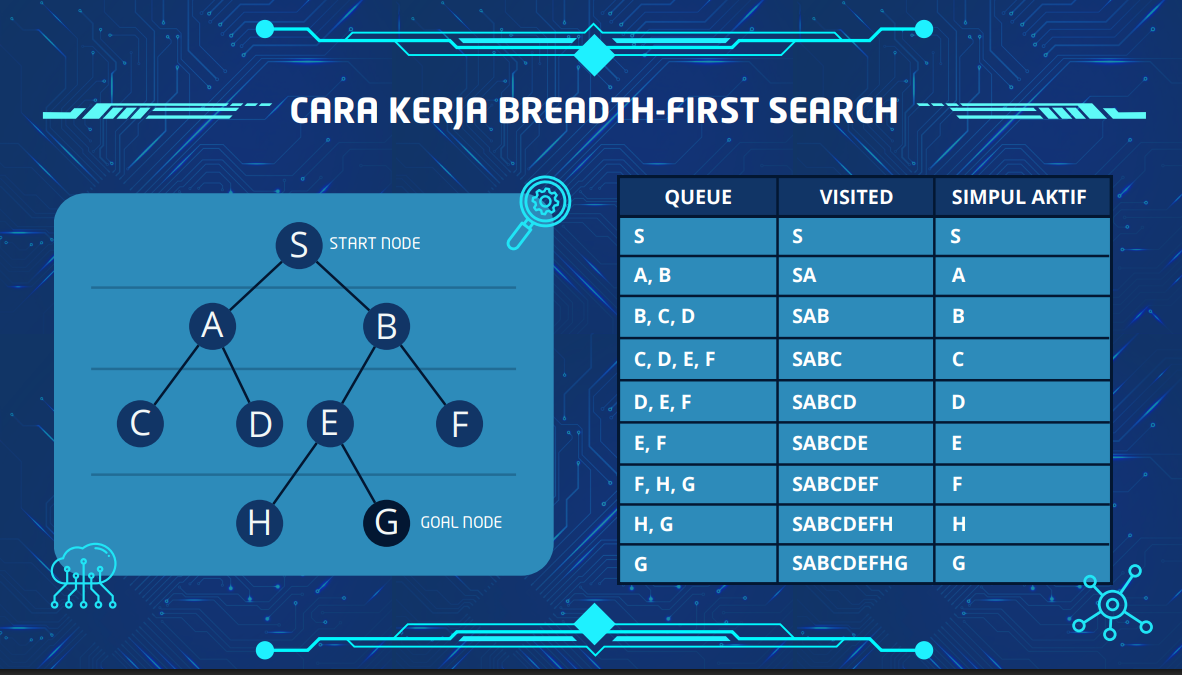 CARA KERJA BREADTH-FIRST SEARCH
S START NODE
A B
C D E F
H G GOAL NODE
QUEUE VISITED SIMPUL AKTIF
S S S
A, B SA A
B, C, D SAB B
C, D, E, F SABC C
D, E, F SABCD D
E, F SABCDE E
F, H, G SABCDEF F
H, G SABCDEFH H
G SABCDEFHG G